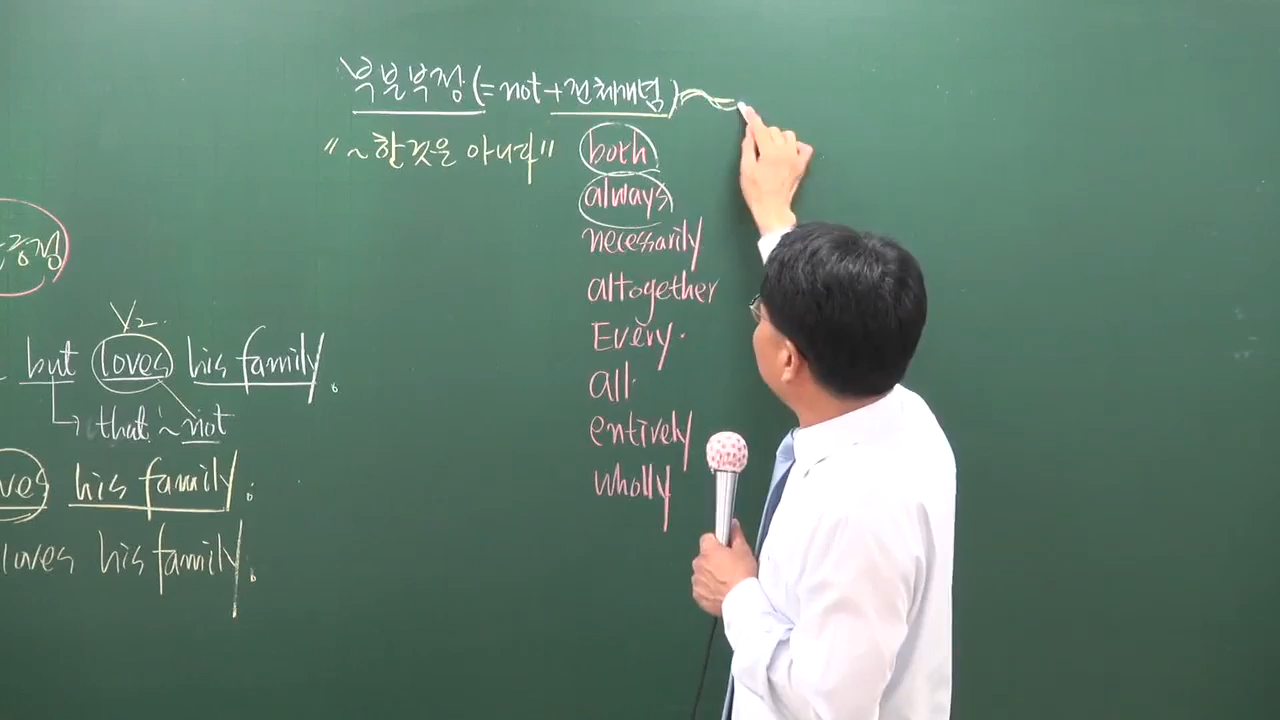 부분부정(=not+전체개념)
"~한 것은 아니다"
both
always
necessarily
altogether
Every.
all.
entirely
wholly
V2.
but loves his family.
that ~ not
his family.
loves his family.